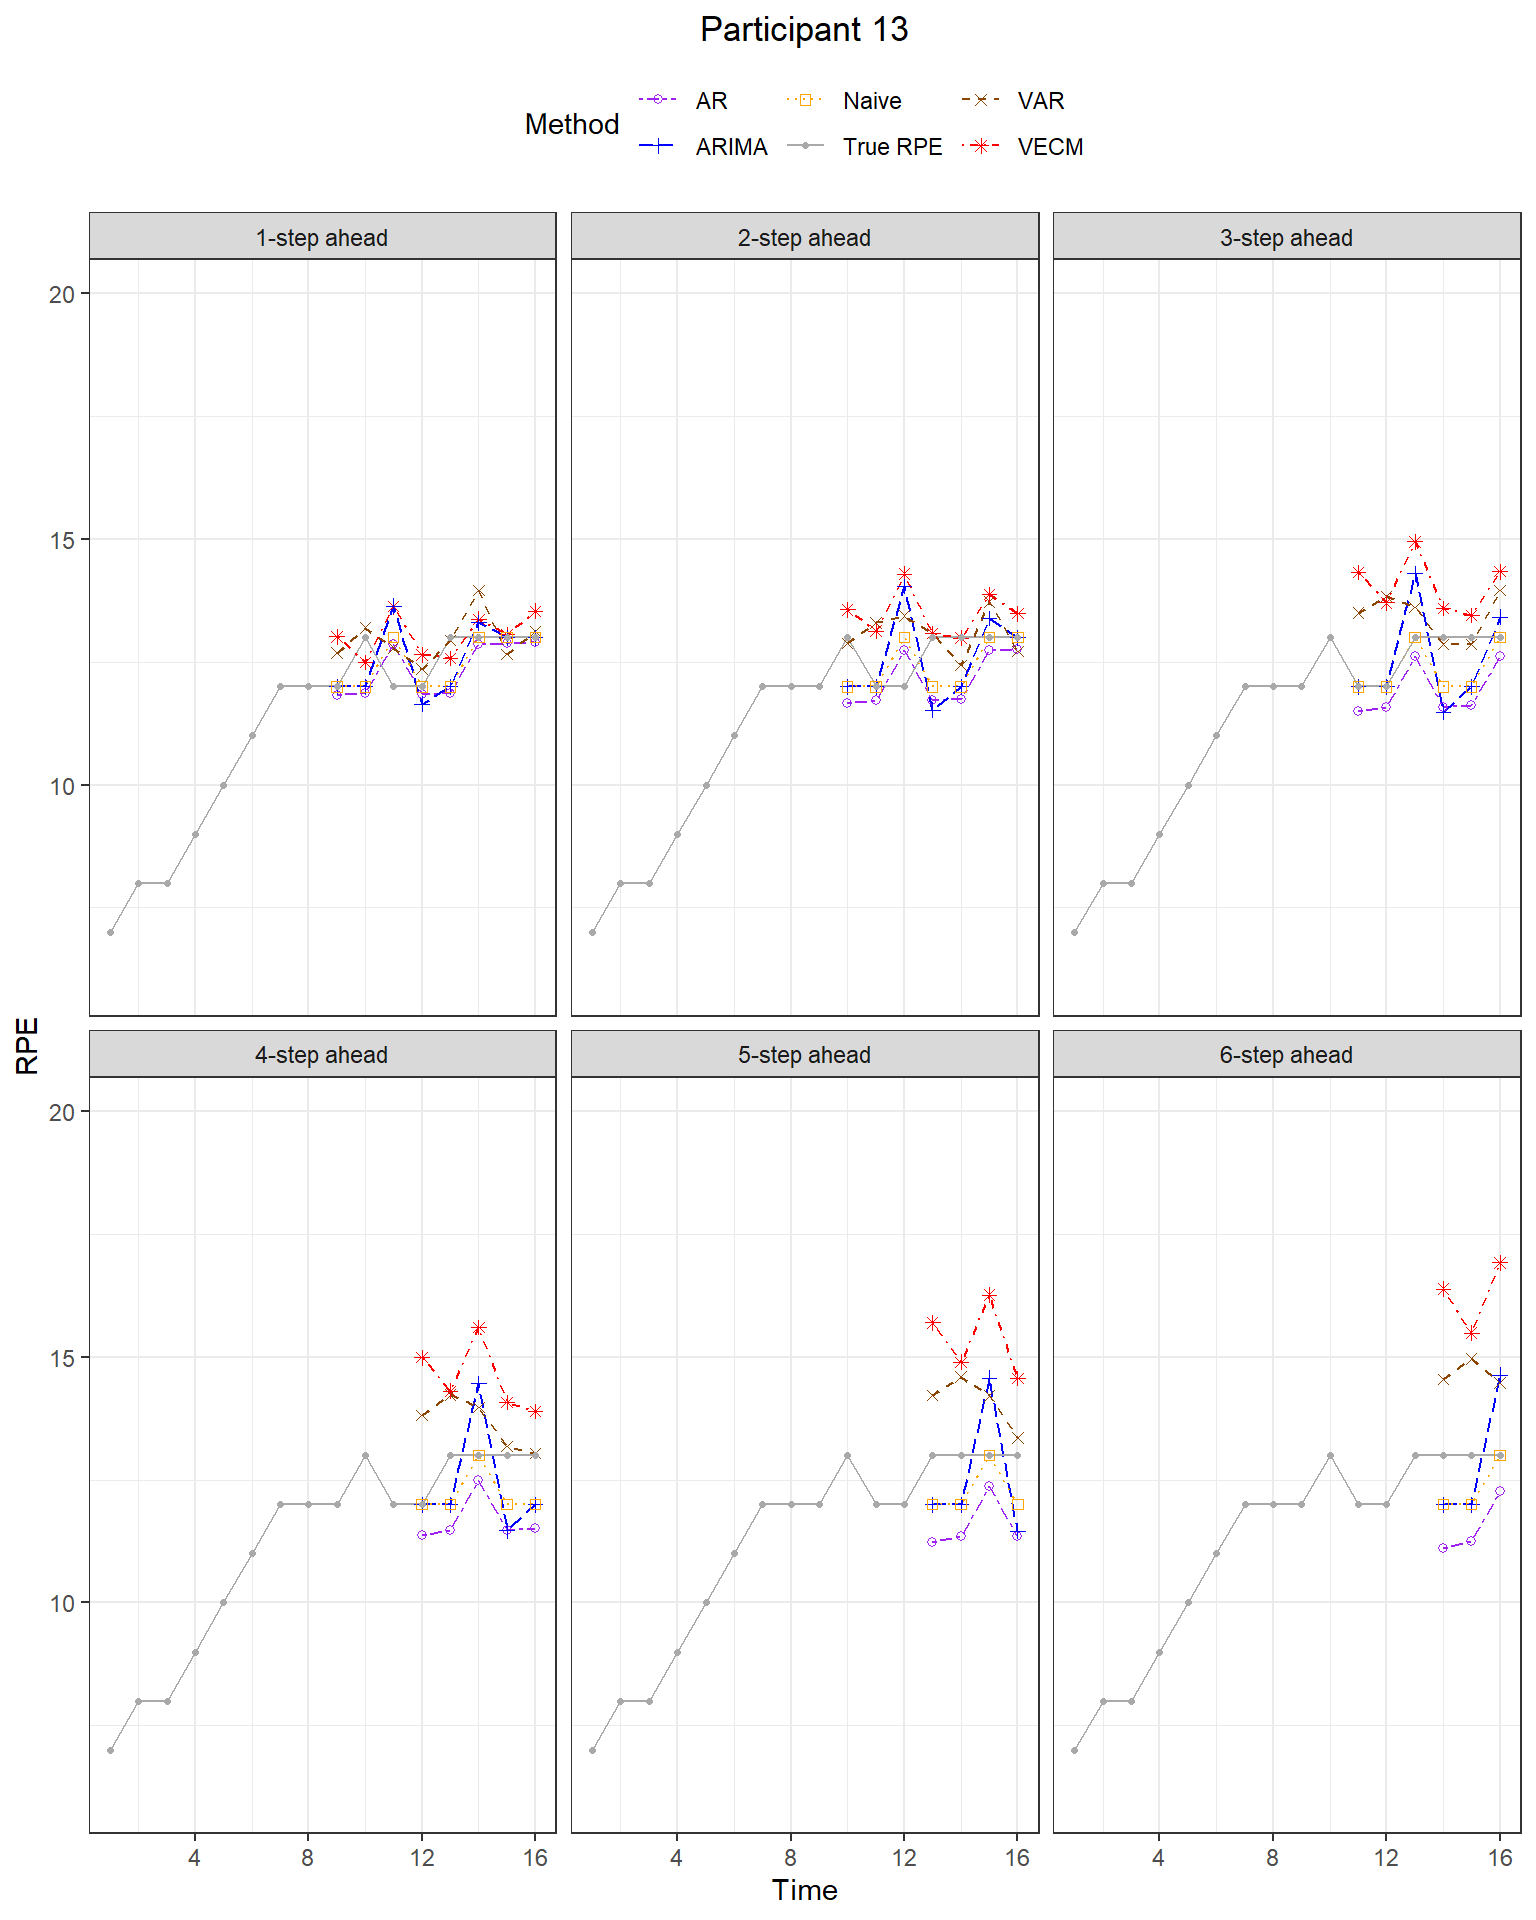 Participant 13
Method
AR
Naive
VAR
ARIMA
True RPE
VECM
1-step ahead
2-step ahead
3-step ahead
20
15
10
4-step ahead
5-step ahead
6-step ahead
20
15
10
RPE
4 8 12 16
4 8 12 16
4 8 12 16
Time